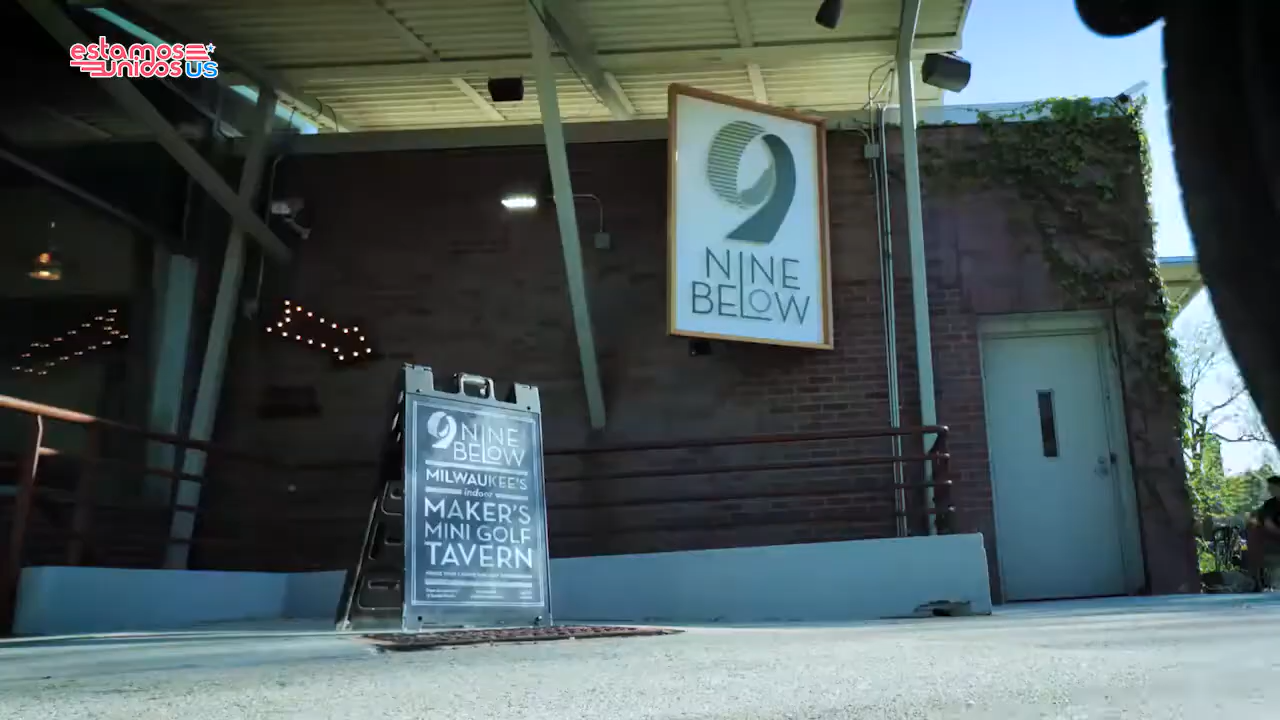 estamos
unidos US
9
NINE
BELOW
9 NINE
BELOW
MILWAUKEE'S
indoor
MAKER'S
MINI GOLF
TAVERN